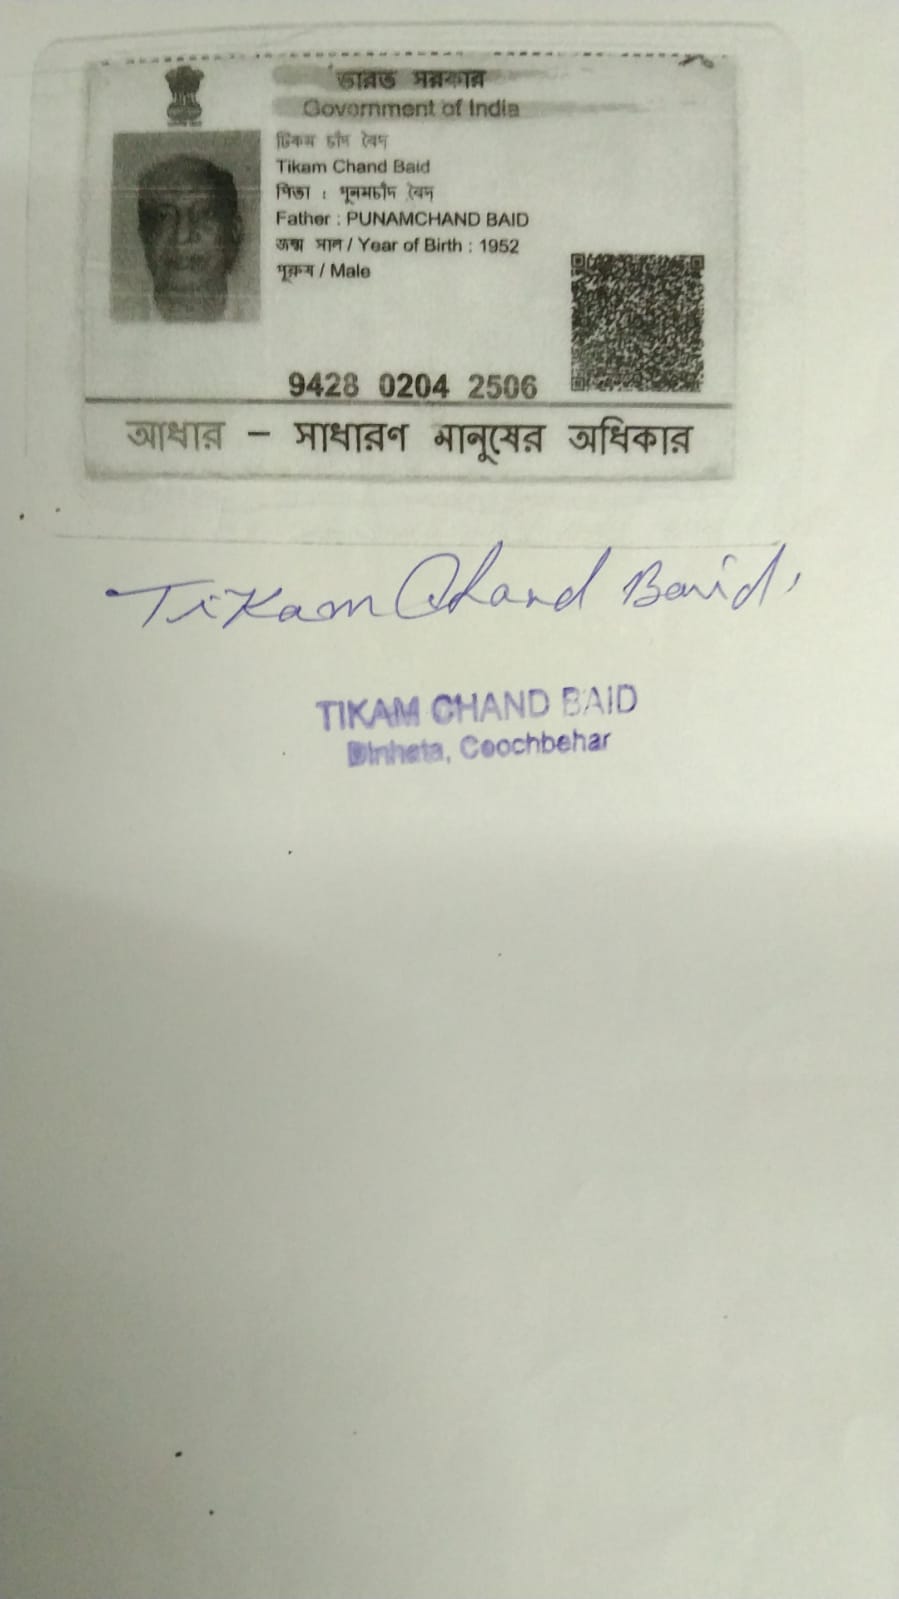 ভারত সরকার
Government of India
টিকম চাঁদ বৈদ
Tikam Chand Baid
পিতা : পুনমচাঁদ বৈদ
Father : PUNAMCHAND BAID
জন্ম সাল / Year of Birth : 1952
পুরুষ / Male
9428 0204 2506
আধার – সাধারণ মানুষের অধিকার
Tikam Chand Baid
TIKAM CHAND BAID
Dinhata, Coochbehar